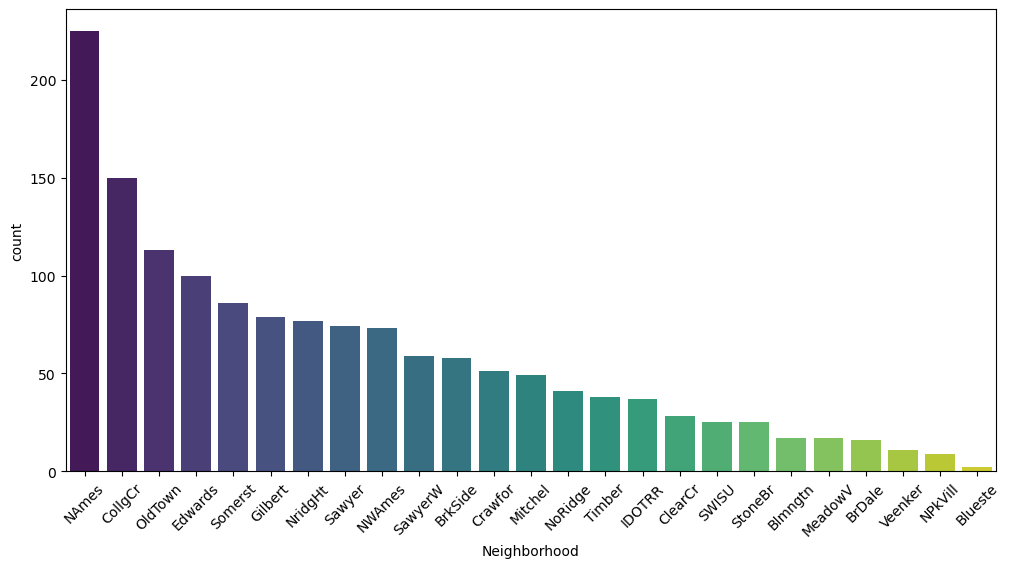 200
150
100
50
0
count
NAmes
CollgCr
OldTown
Edwards
Somerst
Gilbert
NridgHt
Sawyer
NWAmes
SawyerW
BrkSide
Crawfor
Mitchel
NoRidge
Timber
IDOTRR
ClearCr
SWISU
StoneBr
Blmngtn
MeadowV
BrDale
Veenker
NPkVill
Blueste
Neighborhood